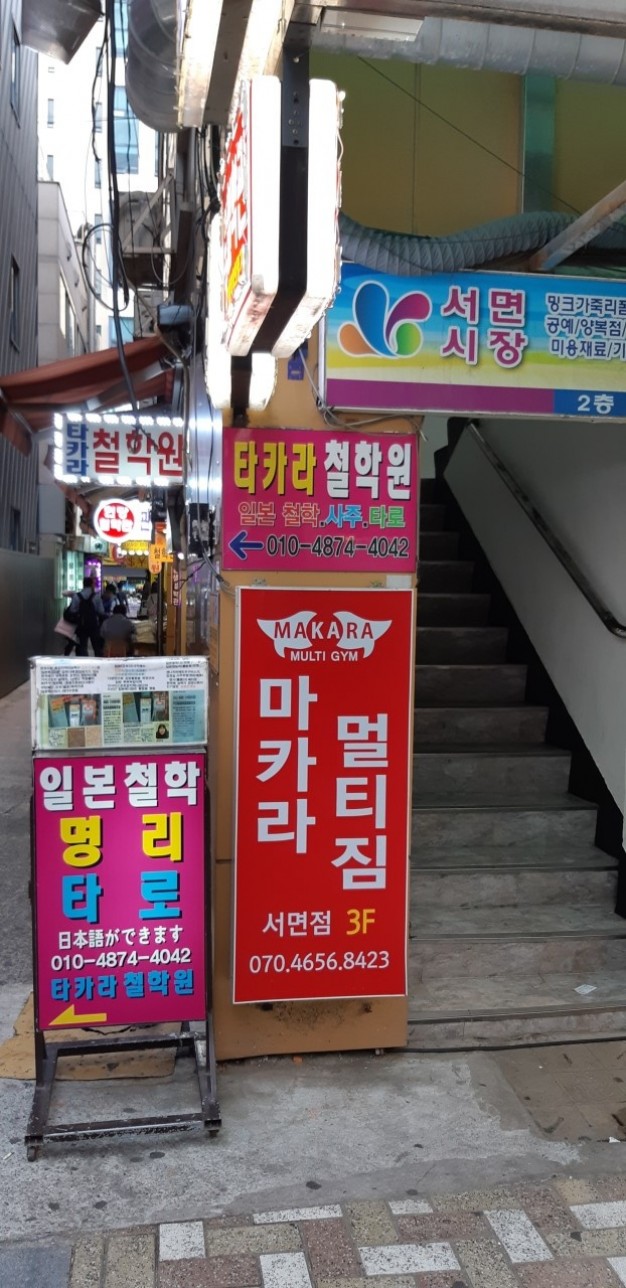 서면
시장
밍크가죽리폼
공예/양복점/
미용재료/기
2층
타카라
철학원
타카라 철학원
일본 철학.사주.타로
010-4874-4042
MAKARA
MULTI GYM
마카라
멀티짐
서면점 3F
070.4656.8423
일본철학
명리
타로
日本語ができます
010-4874-4042
타카라철학원